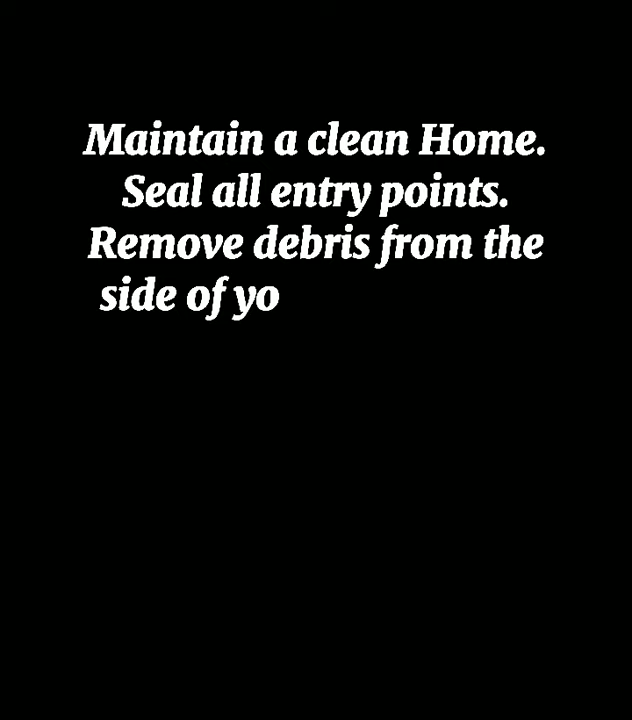 Maintain a clean Home.
Seal all entry points.
Remove debris from the
side of yo